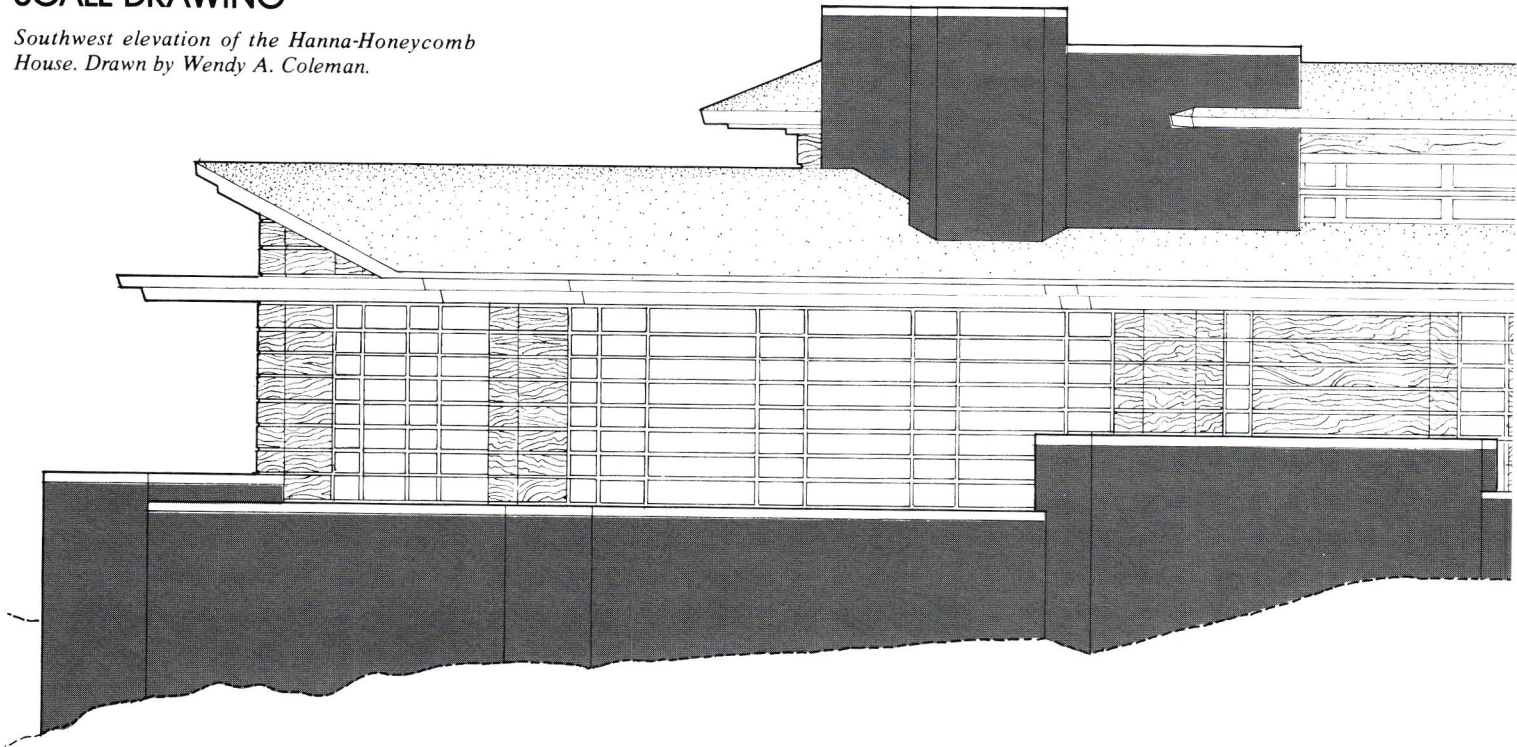 SCALE DRAWING
Southwest elevation of the Hanna-Honeycomb
House. Drawn by Wendy A. Coleman.